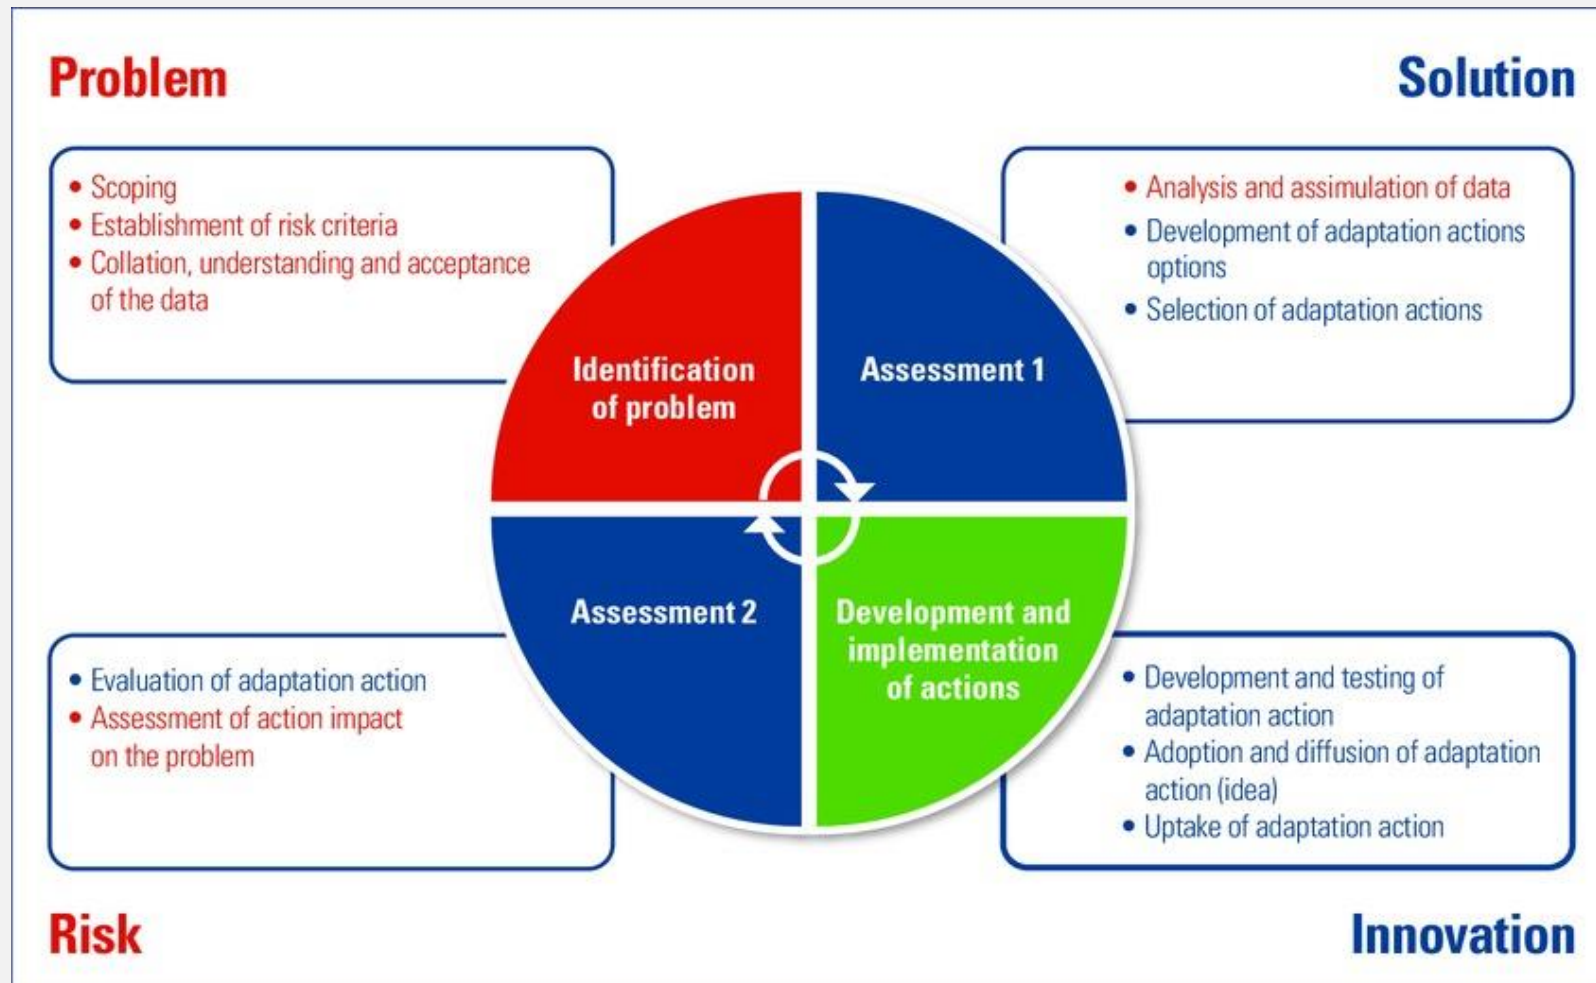 Problem
Solution
• Scoping
• Establishment of risk criteria
• Collation, understanding and acceptance
of the data
• Analysis and assimulation of data
• Development of adaptation actions
options
• Selection of adaptation actions
Identification
of problem
Assessment 1
Assessment 2
Development and
implementation
of actions
• Evaluation of adaptation action
• Assessment of action impact
on the problem
• Development and testing of
adaptation action
• Adoption and diffusion of adaptation
action (idea)
• Uptake of adaptation action
Risk
Innovation